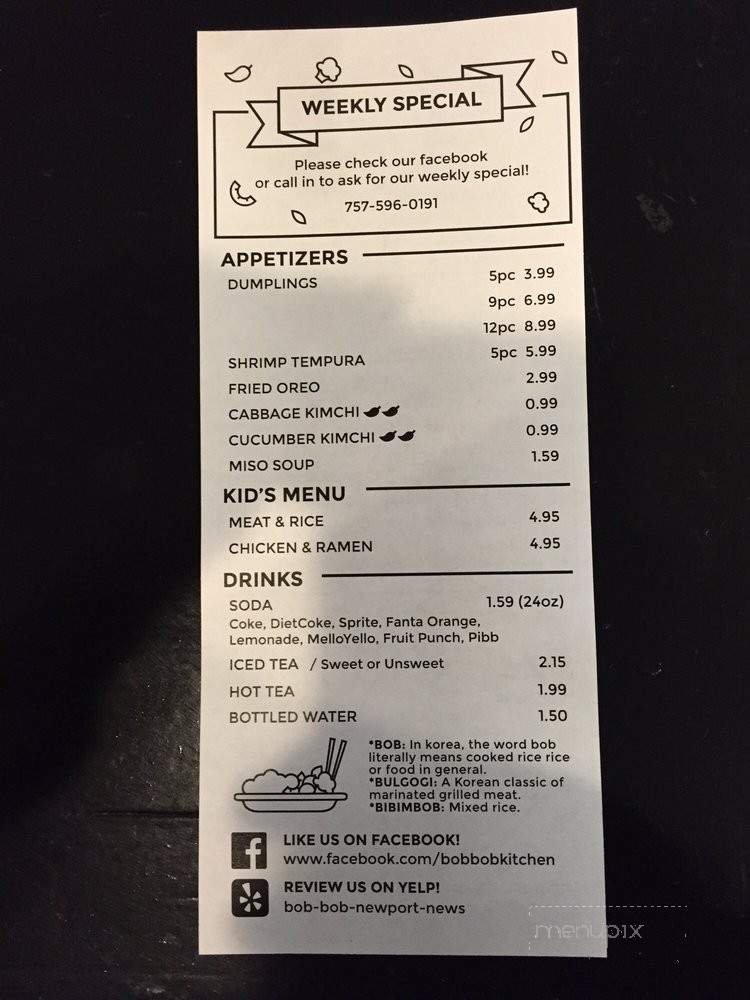 WEEKLY SPECIAL
Please check our facebook
or call in to ask for our weekly special!
757-596-0191
APPETIZERS
DUMPLINGS 5pc 3.99
9pc 6.99
12pc 8.99
SHRIMP TEMPURA 5pc 5.99
FRIED OREO 2.99
CABBAGE KIMCHI 0.99
CUCUMBER KIMCHI 0.99
MISO SOUP 1.59
KID'S MENU
MEAT & RICE 4.95
CHICKEN & RAMEN 4.95
DRINKS
SODA 1.59 (24oz)
Coke, DietCoke, Sprite, Fanta Orange,
Lemonade, MelloYello, Fruit Punch, Pibb
ICED TEA / Sweet or Unsweet 2.15
HOT TEA 1.99
BOTTLED WATER 1.50
*BOB: In korea, the word bob
literally means cooked rice rice
or food in general.
*BULGOGI: A Korean classic of
marinated grilled meat.
*BIBIMBOB: Mixed rice.
LIKE US ON FACEBOOK!
www.facebook.com/bobbobkitchen
REVIEW US ON YELP!
bob-bob-newport-news
menupix